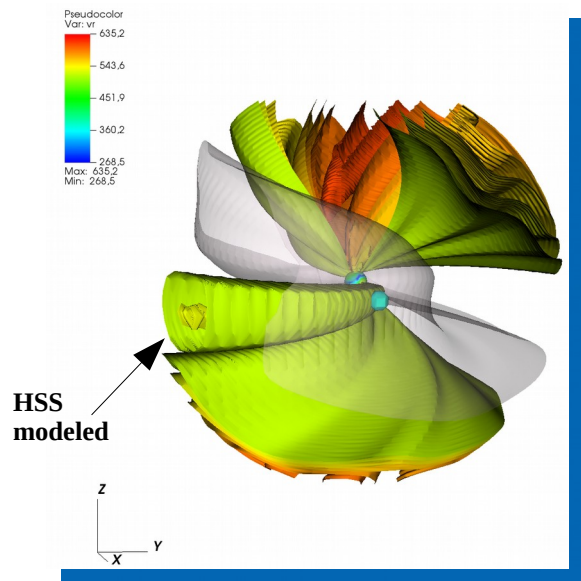 Pseudocolor
Var: vr
635,2
543,6
451,9
360,2
268,5
Max: 635,2
Min: 268,5
HSS
modeled
Z
Y
X